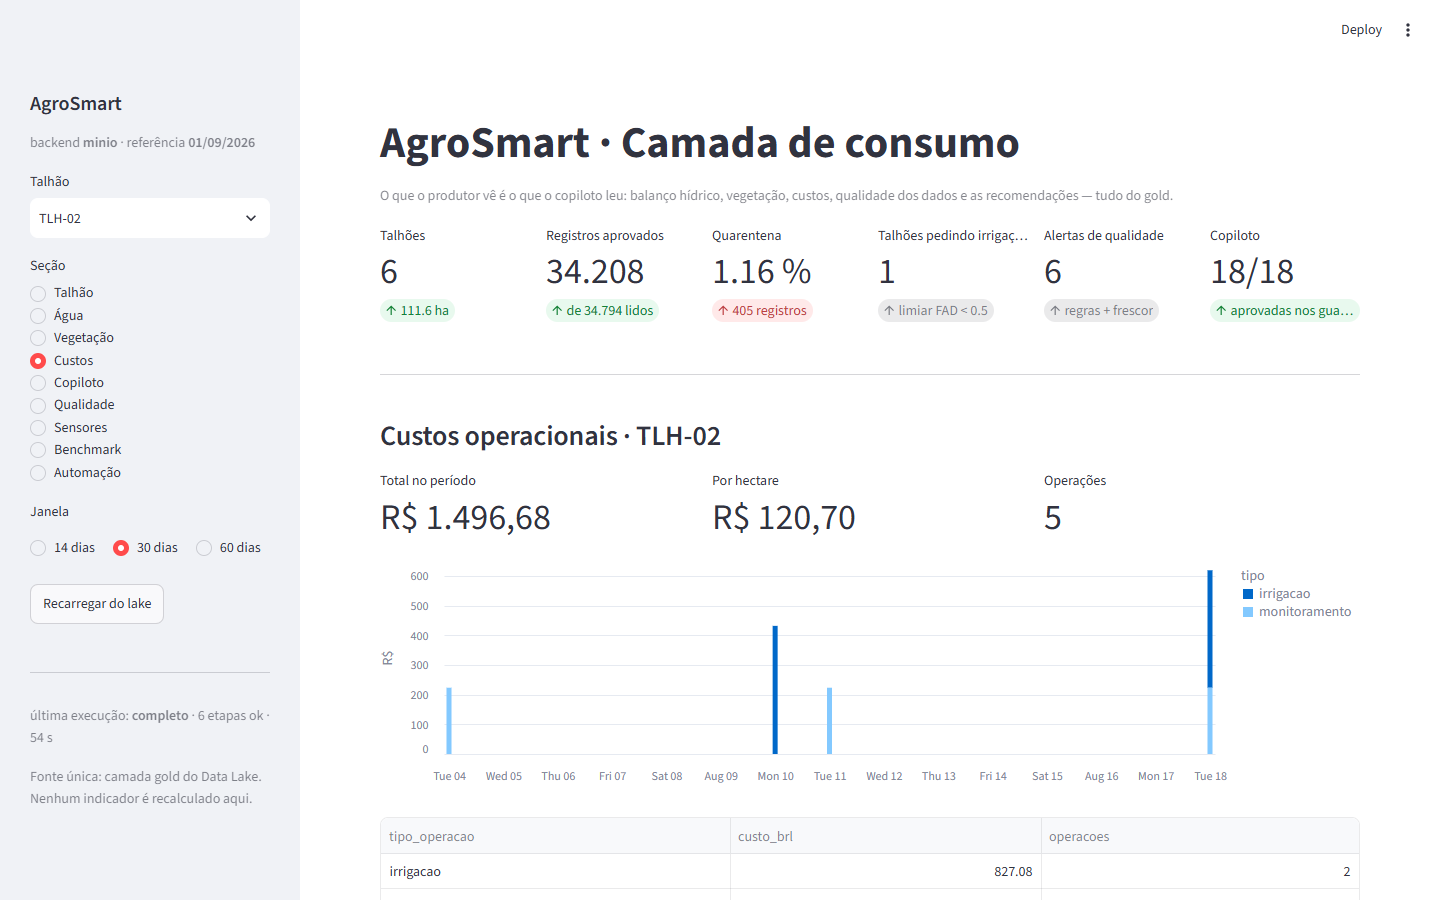 Deploy
AgroSmart
backend minio · referência 01/09/2026
Talhão
TLH-02
Seção
Talhão
Água
Vegetação
Custos
Copiloto
Qualidade
Sensores
Benchmark
Automação
Janela
14 dias
30 dias
60 dias
Recarregar do lake
última execução: completo · 6 etapas ok ·
54 s
Fonte única: camada gold do Data Lake.
Nenhum indicador é recalculado aqui.
AgroSmart · Camada de consumo
O que o produtor vê é o que o copiloto leu: balanço hídrico, vegetação, custos, qualidade dos dados e as recomendações — tudo do gold.
Talhões
6
↑ 111.6 ha
Registros aprovados
34.208
↑ de 34.794 lidos
Quarentena
1.16 %
↑ 405 registros
Talhões pedindo irrigaç…
1
↑ limiar FAD < 0.5
Alertas de qualidade
6
↑ regras + frescor
Copiloto
18/18
↑ aprovadas nos gua…
Custos operacionais · TLH-02
Total no período
R$ 1.496,68
Por hectare
R$ 120,70
Operações
5
R$
600
500
400
300
200
100
0
Tue 04 Wed 05 Thu 06 Fri 07 Sat 08 Aug 09 Mon 10 Tue 11 Wed 12 Thu 13 Fri 14 Sat 15 Aug 16 Mon 17 Tue 18
tipo
irrigacao
monitoramento
tipo_operacao custo_brl operacoes
irrigacao 827.08 2